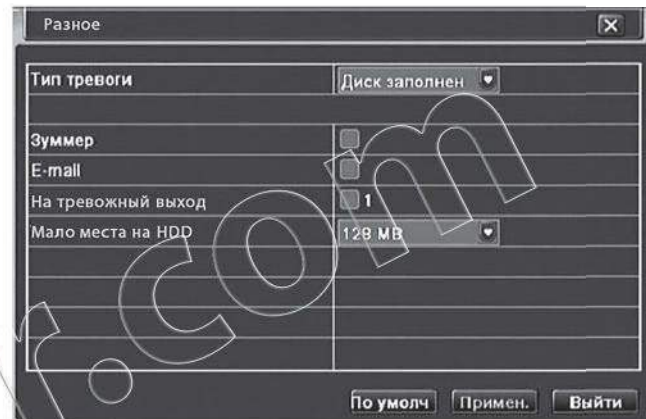 Разное
Тип тревоги Диск заполнен
Зуммер
E-mall
На тревожный выход 1
Мало места на HDD 128 MB
По умолч Примен. Выйти
f.com